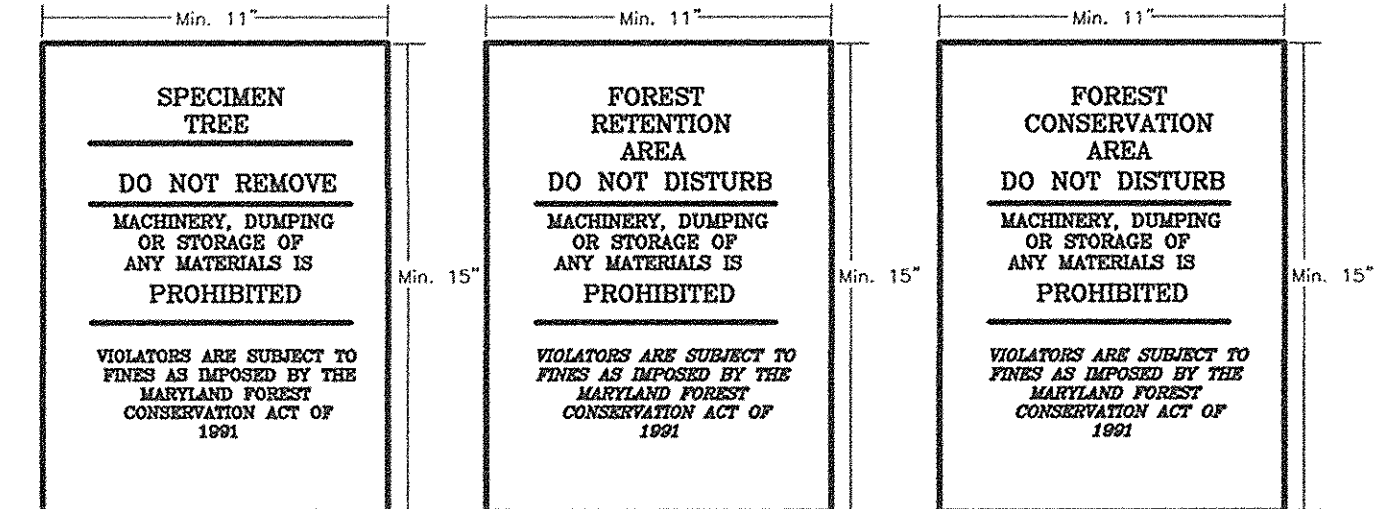 Min. 11"
SPECIMEN
TREE
DO NOT REMOVE
MACHINERY, DUMPING
OR STORAGE OF
ANY MATERIALS IS
PROHIBITED
VIOLATORS ARE SUBJECT TO
FINES AS IMPOSED BY THE
MARYLAND FOREST
CONSERVATION ACT OF
1991
Min. 15"
Min. 11"
FOREST
RETENTION
AREA
DO NOT DISTURB
MACHINERY, DUMPING
OR STORAGE OF
ANY MATERIALS IS
PROHIBITED
VIOLATORS ARE SUBJECT TO
FINES AS IMPOSED BY THE
MARYLAND FOREST
CONSERVATION ACT OF
1991
Min. 15"
Min. 11"
FOREST
CONSERVATION
AREA
DO NOT DISTURB
MACHINERY, DUMPING
OR STORAGE OF
ANY MATERIALS IS
PROHIBITED
VIOLATORS ARE SUBJECT TO
FINES AS IMPOSED BY THE
MARYLAND FOREST
CONSERVATION ACT OF
1991
Min. 15"